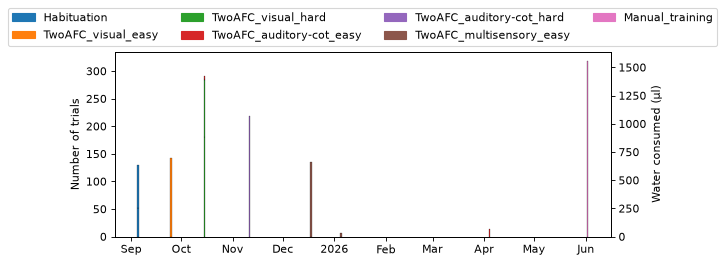 Habituation
TwoAFC_visual_easy
TwoAFC_visual_hard
TwoAFC_auditory-cot_easy
TwoAFC_auditory-cot_hard
TwoAFC_multisensory_easy
Manual_training
Number of trials
300
250
200
150
100
50
0
Water consumed (µl)
1500
1250
1000
750
500
250
0
Sep Oct Nov Dec 2026 Feb Mar Apr May Jun